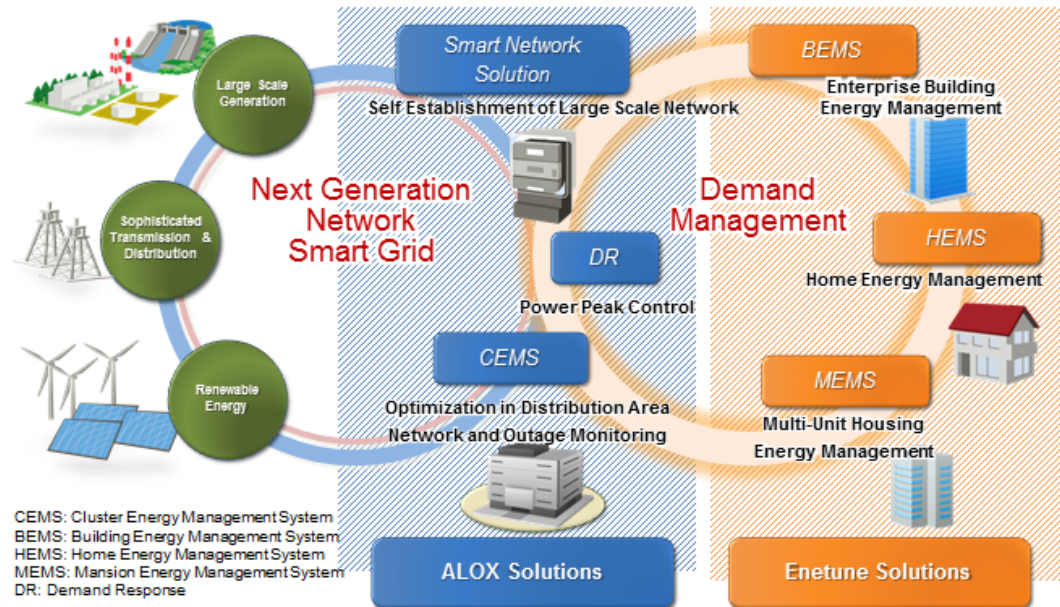 Large Scale
Generation
Sophisticated
Transmission &
Distribution
Renewable
Energy
Next Generation
Network
Smart Grid
Smart Network
Solution
Self Establishment of Large Scale Network
DR
Power Peak Control
CEMS
Optimization in Distribution Area
Network and Outage Monitoring
ALOX Solutions
Demand
Management
BEMS
Enterprise Building
Energy Management
HEMS
Home Energy Management
MEMS
Multi-Unit Housing
Energy Management
Enetune Solutions
CEMS: Cluster Energy Management System
BEMS: Building Energy Management System
HEMS: Home Energy Management System
MEMS: Mansion Energy Management System
DR: Demand Response